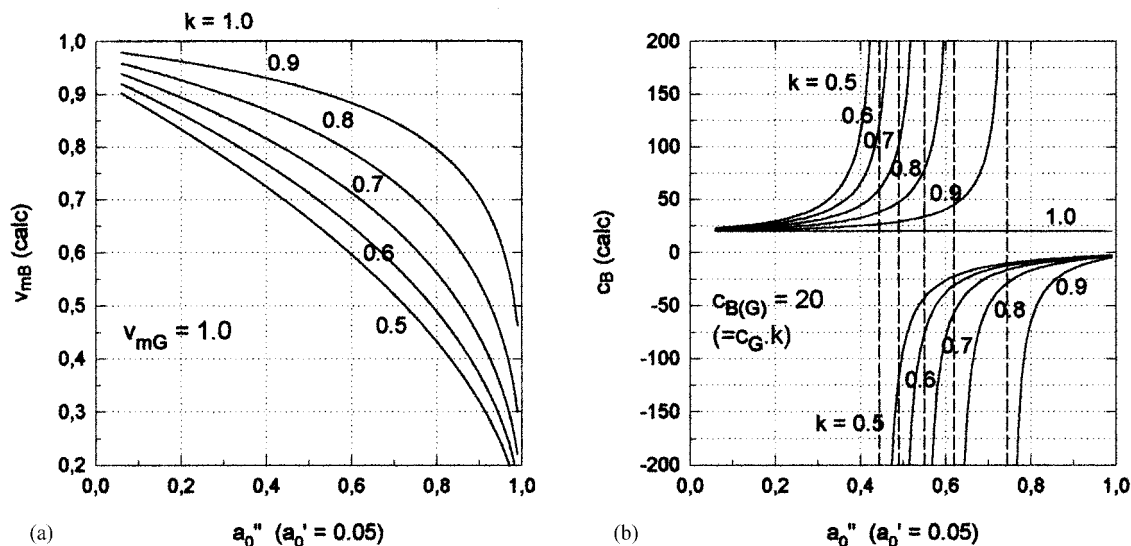 k = 1.0
1,0
0,9
0,8
0,7
0,6
0,5
0,4
0,3
0,2
v_mB (calc)
0.9
0.8
0.7
0.6
0.5
v_mG = 1.0
0,0 0,2 0,4 0,6 0,8 1,0
(a) a_o'' (a_o' = 0.05)
200
150
100
50
0
-50
-100
-150
-200
c_B (calc)
k = 0.5
0.6
0.7
0.8
0.9
1.0
c_B(G) = 20
(=c_G.k)
0.9
0.8
0.7
0.6
k = 0.5
0,0 0,2 0,4 0,6 0,8 1,0
(b) a_o'' (a_o' = 0.05)